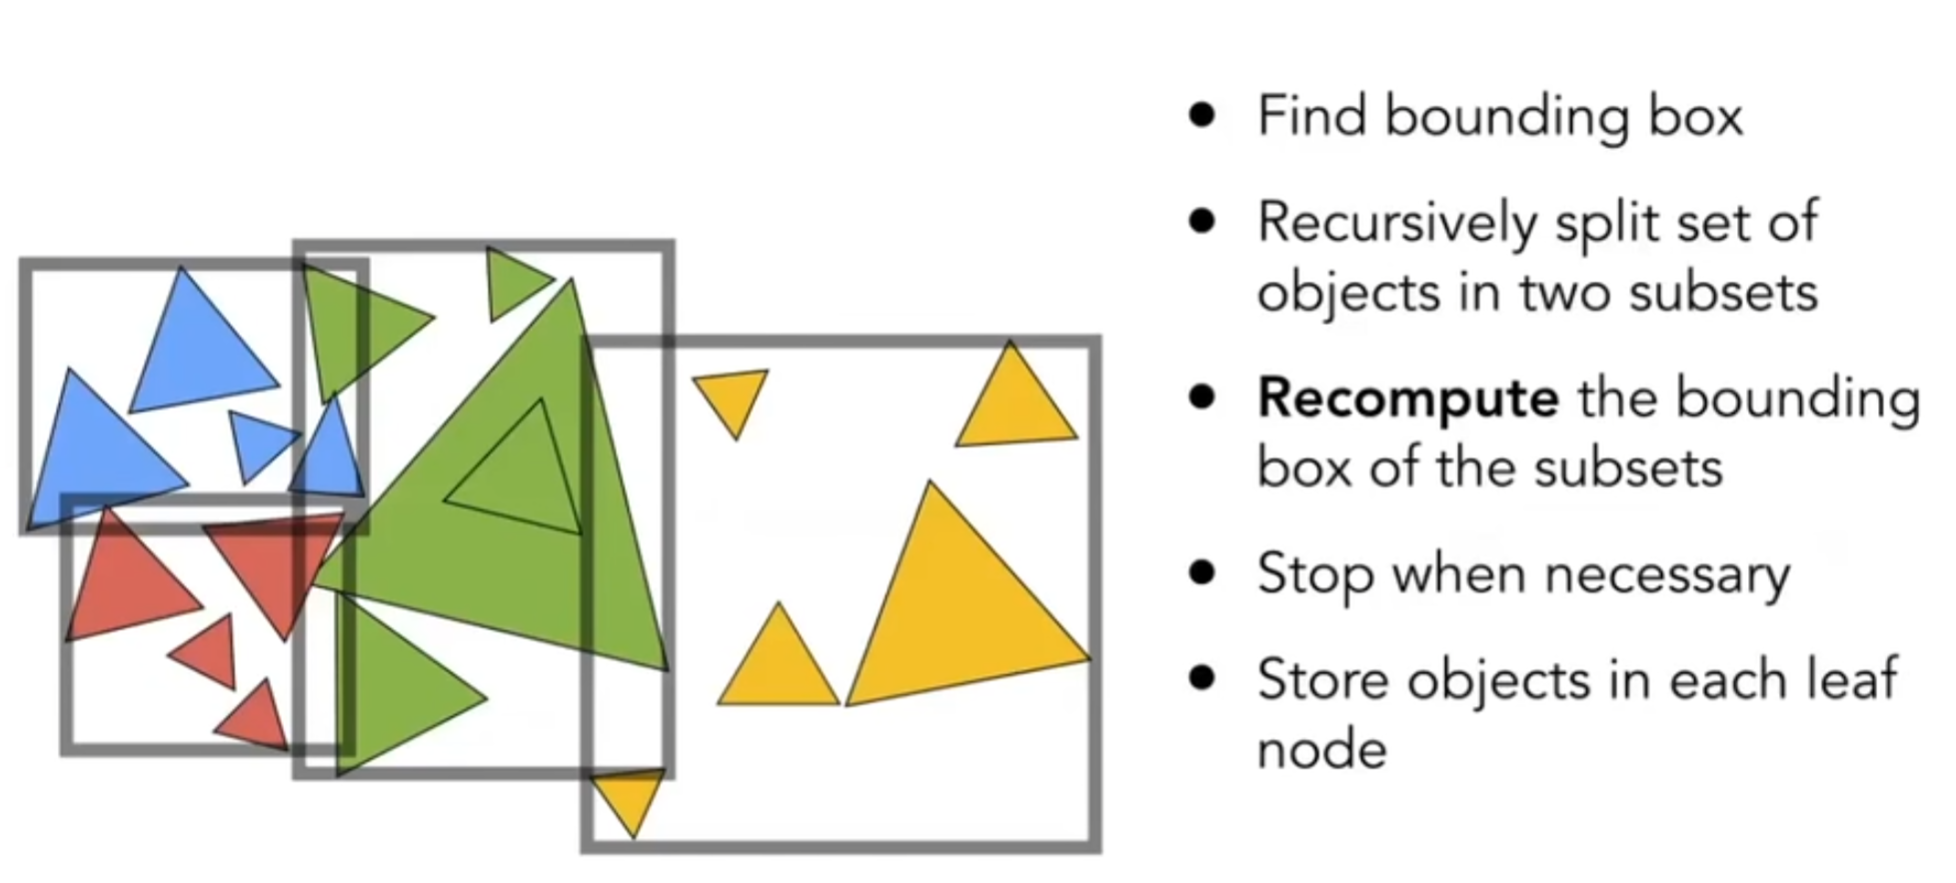 ● Find bounding box
● Recursively split set of
objects in two subsets
● Recompute the bounding
box of the subsets
● Stop when necessary
● Store objects in each leaf
node